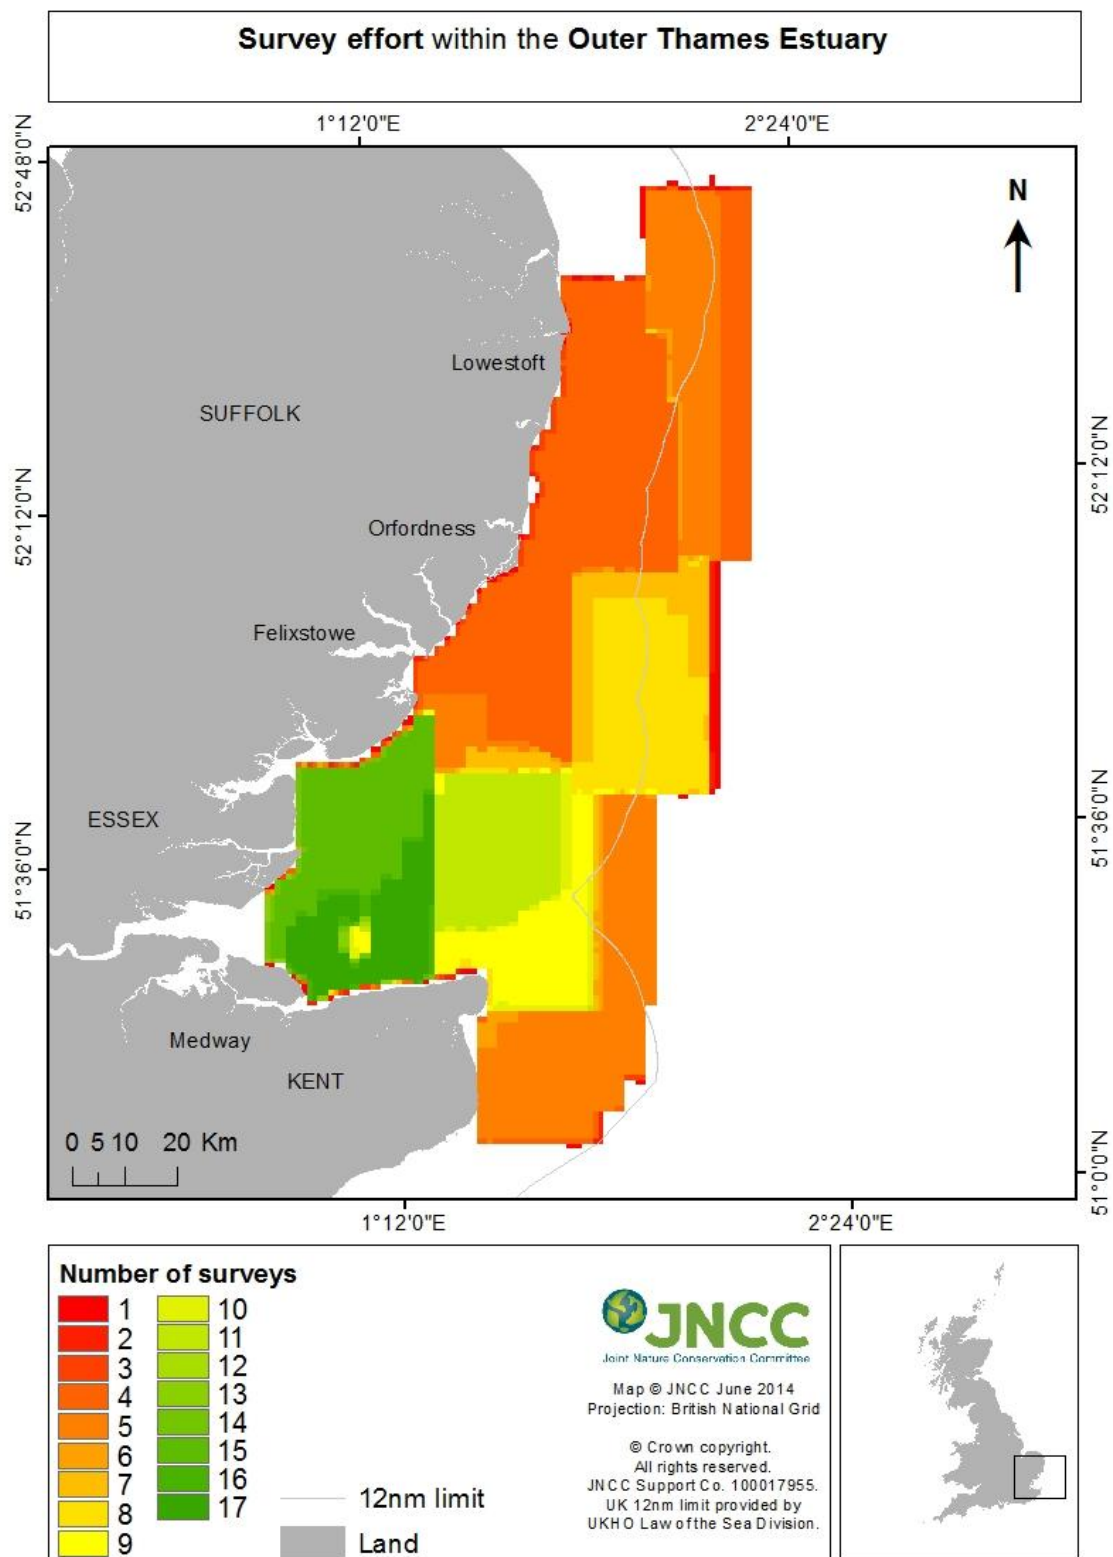 Survey effort within the Outer Thames Estuary
1°12'0"E
2°24'0"E
52°48'0"N
N
Lowestoft
SUFFOLK
52°12'0"N
52°12'0"N
Orfordness
Felixstowe
ESSEX
51°36'0"N
51°36'0"N
Medway
KENT
0 5 10 20 Km
51°0'0"N
1°12'0"E
2°24'0"E
Number of surveys
1
2
3
4
5
6
7
8
9
10
11
12
13
14
15
16
17
12nm limit
Land
JNCC
Joint Nature Conservation Committee
Map © JNCC June 2014
Projection: British National Grid
© Crown copyright.
All rights reserved.
JNCC Support Co. 100017955.
UK 12nm limit provided by
UKHO Law of the Sea Division.